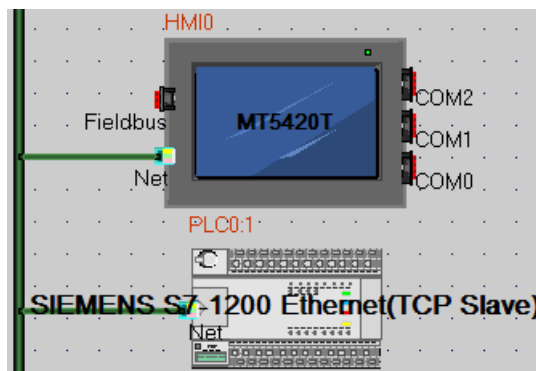 HMI0
COM2
Fieldbus
MT5420T
COM1
Net
COM0
PLC0:1
SIEMENS S7-1200 Ethernet(TCP Slave)
Net